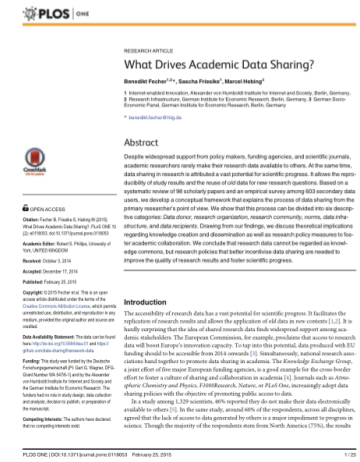 PLOS | ONE
RESEARCH ARTICLE
What Drives Academic Data Sharing?
Benedikt Fecher1,2*, Sascha Friesike1, Marcel Hebing3
1 Internet-enabled Innovation, Alexander von Humboldt Institute for Internet and Society, Berlin, Germany,
2 Research Infrastructure, German Institute for Economic Research, Berlin, Germany, 3 German Socio-
Economic Panel, German Institute for Economic Research, Berlin, Germany
* benedikt.fecher@hiig.de
Abstract
Despite widespread support from policy makers, funding agencies, and scientific journals,
academic researchers rarely make their research data available to others. At the same time,
data sharing in research is attributed a vast potential for scientific progress. It allows the repro-
ducibility of study results and the reuse of old data for new research questions. Based on a
systematic review of 98 scholarly papers and an empirical survey among 603 secondary data
users, we develop a conceptual framework that explains the process of data sharing from the
primary researcher's point of view. We show that this process can be divided into six descrip-
tive categories: Data donor, research organization, research community, norms, data infra-
structure, and data recipients. Drawing from our findings, we discuss theoretical implications
regarding knowledge creation and dissemination as well as research policy measures to fos-
ter academic collaboration. We conclude that research data cannot be regarded as knowl-
edge commons, but research policies that better incentivise data sharing are needed to
improve the quality of research results and foster scientific progress.
CrossMark
OPEN ACCESS
Citation: Fecher B, Friesike S, Hebing M (2015)
What Drives Academic Data Sharing? PLoS ONE 10
(2): e0118053. doi:10.1371/journal.pone.0118053
Academic Editor: Robert S. Phillips, University of
York, UNITED KINGDOM
Received: October 3, 2014
Accepted: December 17, 2014
Published: February 25, 2015
Copyright: © 2015 Fecher et al. This is an open
access article distributed under the terms of the
Creative Commons Attribution License, which permits
unrestricted use, distribution, and reproduction in any
medium, provided the original author and source are
credited.
Data Availability Statement: The data can be found
here:
Funding: This study was funded by the Deutsche
Forschungsgemeinschaft
and by the Alexander
von Humboldt Institute for Internet and Society and
the German Institute for Economic Research. The
funders had no role in study design, data collection
and analysis, decision to publish, or preparation of
the manuscript.
Competing Interests: The authors have declared
that no competing interests exist.
Introduction
The accessibility of research data has a vast potential for scientific progress. It facilitates the
replication of research results and allows the application of old data in new contexts [1,2]. It is
hardly surprising that the idea of shared research data finds widespread support among aca-
demic stakeholders. The European Commission, for example, proclaims that access to research
data will boost Europe's innovation capacity. To tap into this potential, data produced with EU
funding should to be accessible from 2014 onwards [3]. Simultaneously, national research asso-
ciations band together to promote data sharing in academia. The Knowledge Exchange Group,
a joint effort of five major European funding agencies, is a good example for the cross-border
effort to foster a culture of sharing and collaboration in academia [4]. Journals such as Atmo-
spheric Chemistry and Physics, F1000Research, Nature, or PLoS One, increasingly adopt data
sharing policies with the objective of promoting public access to data.
In a study among 1,329 scientists, 46% reported they do not make their data electronically
available to others [5]. In the same study, around 60% of the respondents, across all disciplines,
agreed that the lack of access to data generated by others is a major impediment to progress in
science. Though the majority of the respondents stem from North America (75%), the results
PLOS ONE | DOI:10.1371/journal.pone.0118053 February 25, 2015
1 / 25